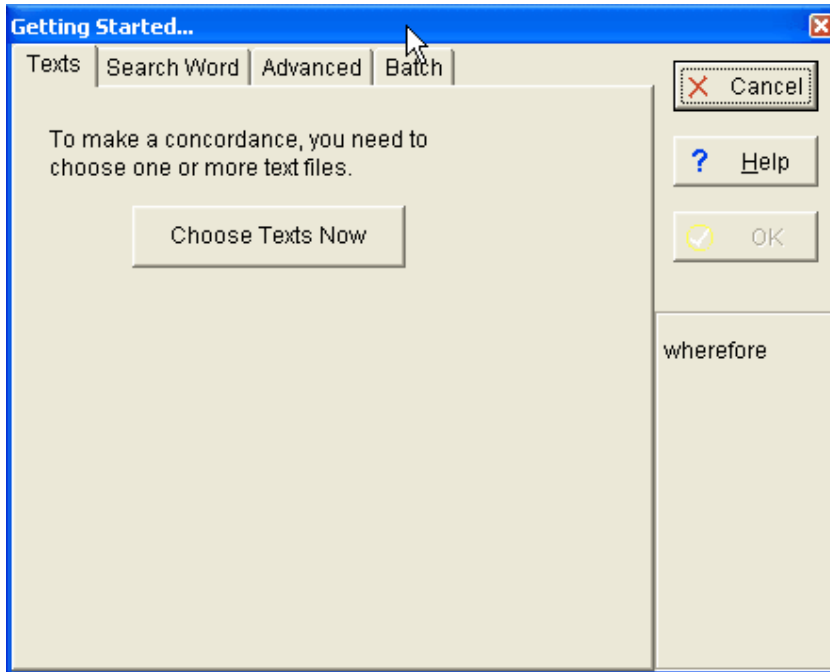 Getting Started...
Texts Search Word Advanced Batch
Cancel
To make a concordance, you need to
choose one or more text files.
? Help
Choose Texts Now
OK
wherefore